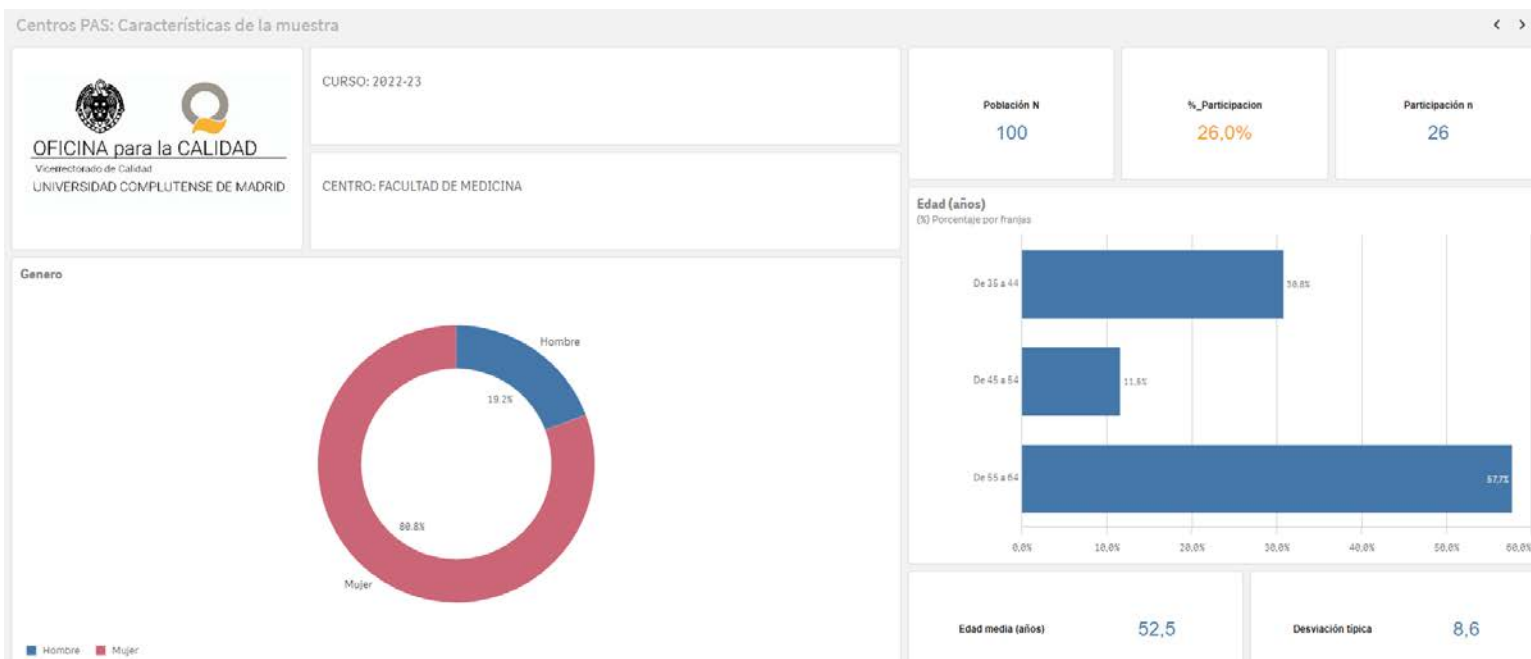 Centros PAS: Características de la muestra
OFICINA para la CALIDAD
Vicerrectorado de Calidad
UNIVERSIDAD COMPLUTENSE DE MADRID
CURSO: 2022-23
CENTRO: FACULTAD DE MEDICINA
Población N
100
%_Participacion
26,0%
Participación n
26
Genero
Hombre
19.2%
80.8%
Mujer
Hombre
Mujer
Edad (años)
(%) Porcentaje por franjas
De 35 a 44
30,8%
De 45 a 54
11,5%
De 55 a 64
57,7%
0,0%
10,0%
20,0%
30,0%
40,0%
50,0%
60,0%
Edad media (años)
52,5
Desviación típica
8,6